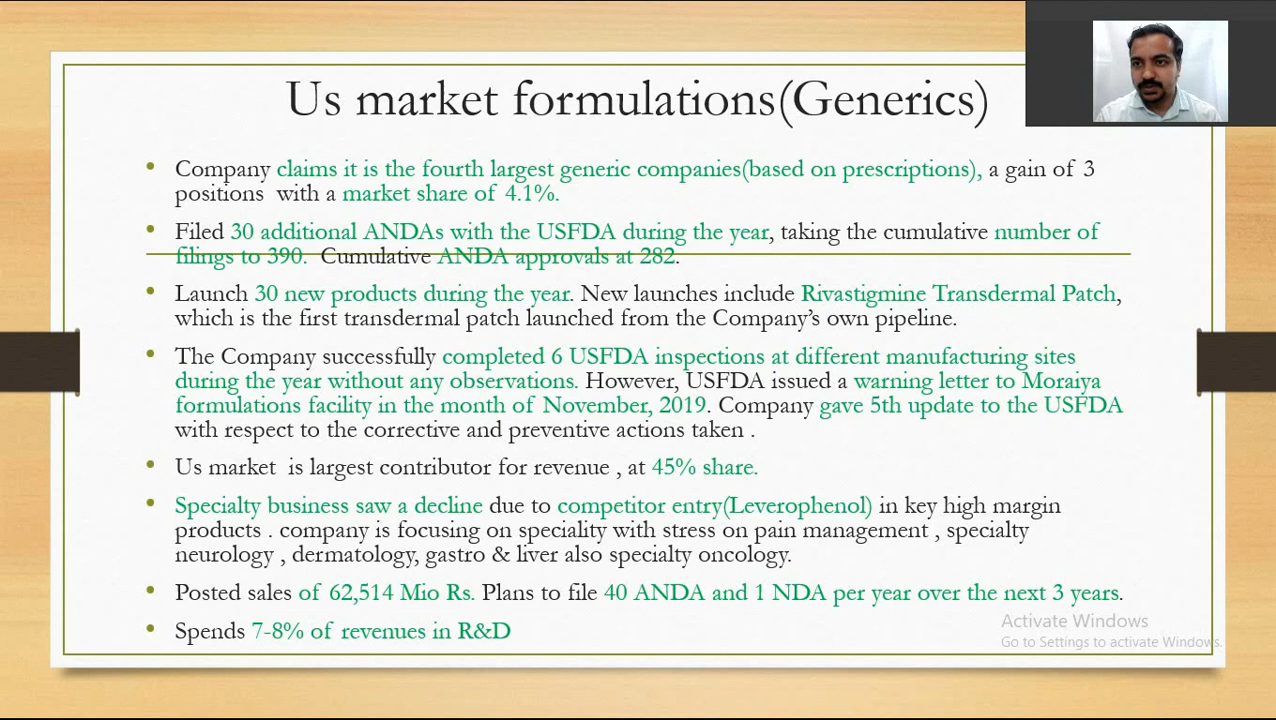 Us market formulations(Generics)
• Company claims it is the fourth largest generic companies(based on prescriptions), a gain of 3
positions with a market share of 4.1%.
• Filed 30 additional ANDAs with the USFDA during the year, taking the cumulative number of
filings to 390. Cumulative ANDA approvals at 282.
• Launch 30 new products during the year. New launches include Rivastigmine Transdermal Patch,
which is the first transdermal patch launched from the Company's own pipeline.
• The Company successfully completed 6 USFDA inspections at different manufacturing sites
during the year without any observations. However, USFDA issued a warning letter to Moraiya
formulations facility in the month of November, 2019. Company gave 5th update to the USFDA
with respect to the corrective and preventive actions taken .
• Us market is largest contributor for revenue , at 45% share.
• Specialty business saw a decline due to competitor entry(Leverophenol) in key high margin
products . company is focusing on speciality with stress on pain management , specialty
neurology , dermatology, gastro & liver also specialty oncology.
• Posted sales of 62,514 Mio Rs. Plans to file 40 ANDA and 1 NDA per year over the next 3 years.
• Spends 7-8% of revenues in R&D
Activate Windows
Go to Settings to activate Windows.